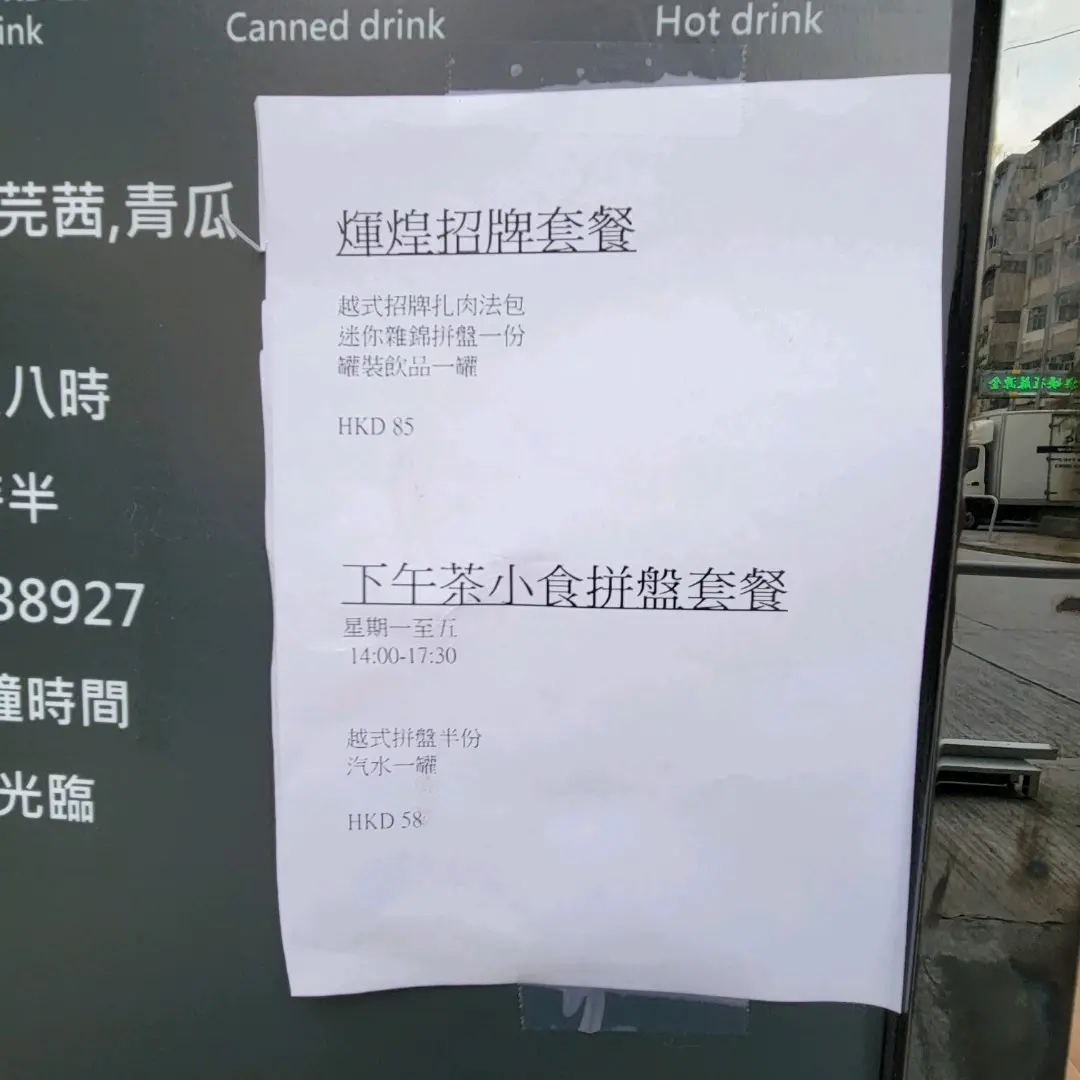 ink
Canned drink
Hot drink
芫茜,青瓜
八時
半
38927
鐘時間
光臨
煇煌招牌套餐
越式招牌扎肉法包
迷你雜錦拼盤一份
罐裝飲品一罐
HKD 85
下午茶小食拼盤套餐
星期一至五
14:00-17:30
越式拼盤半份
汽水一罐
HKD 58